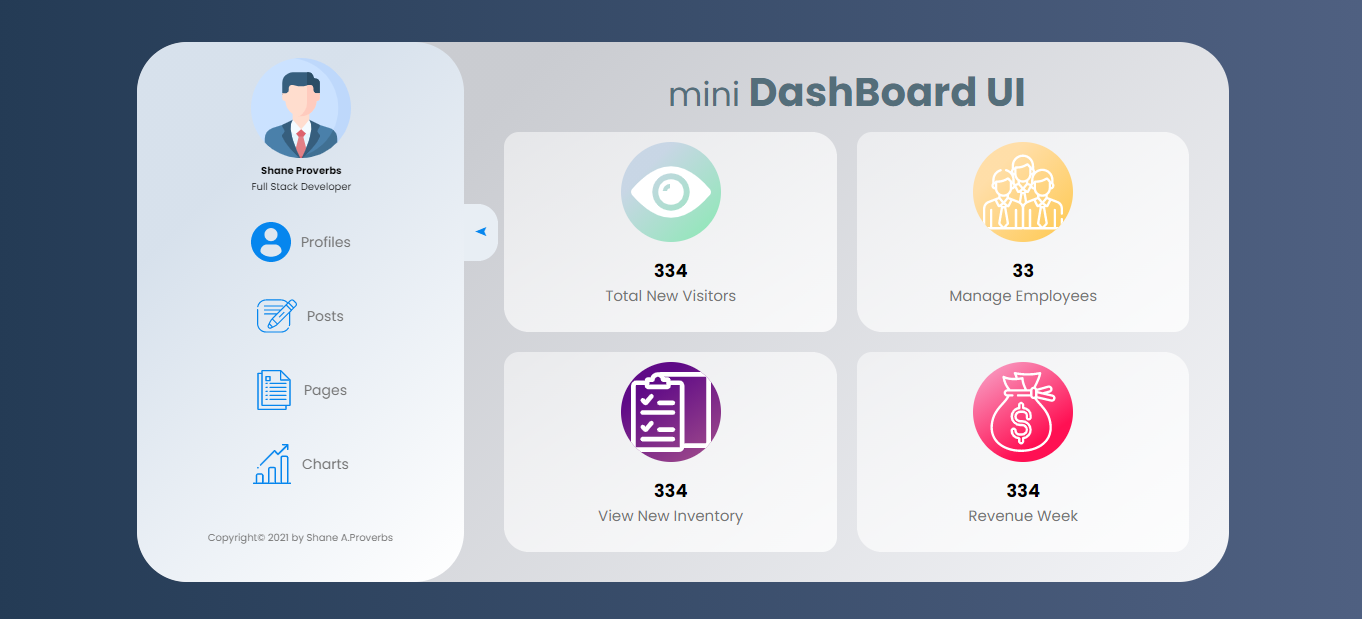 Shane Proverbs
Full Stack Developer
Profiles
Posts
Pages
Charts
Copyright© 2021 by Shane A.Proverbs
mini DashBoard UI
334
Total New Visitors
33
Manage Employees
334
View New Inventory
$
334
Revenue Week